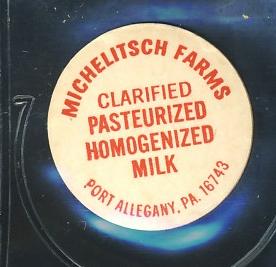 MICHELITSCH FARMS
CLARIFIED
PASTEURIZED
HOMOGENIZED
MILK
PORT ALLEGANY, PA. 16743